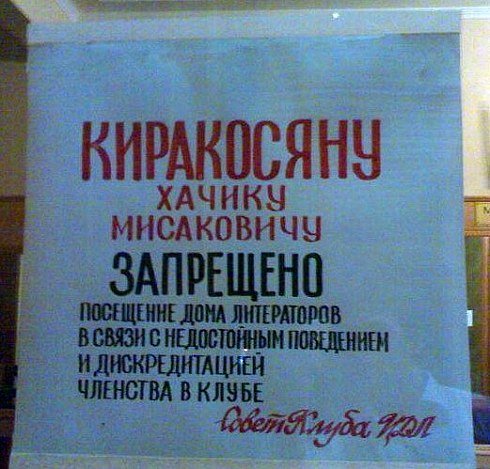 КИРАКОСЯНУ
ХАЧИКУ
МИСАКОВИЧУ
ЗАПРЕЩЕНО
ПОСЕЩЕНИЕ ДОМА ЛИТЕРАТОРОВ
В СВЯЗИ С НЕДОСТОЙНЫМ ПОВЕДЕНИЕМ
И ДИСКРЕДИТАЦИЕЙ
ЧЛЕНСТВА В КЛУБЕ
Совет Клуба ЦДЛ